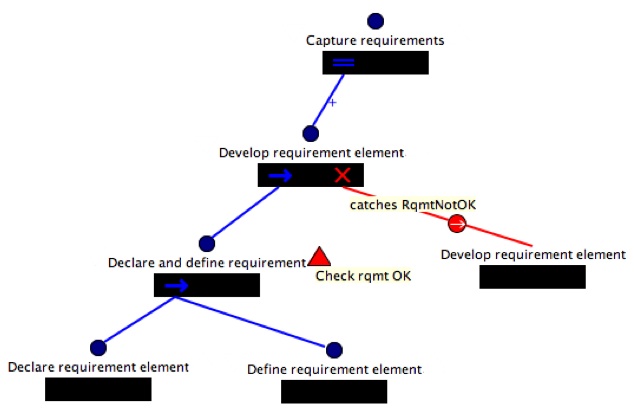 Capture requirements
+
Develop requirement element
catches RqmtNotOK
Declare and define requirement
Check rqmt OK
Develop requirement element
Declare requirement element
Define requirement element